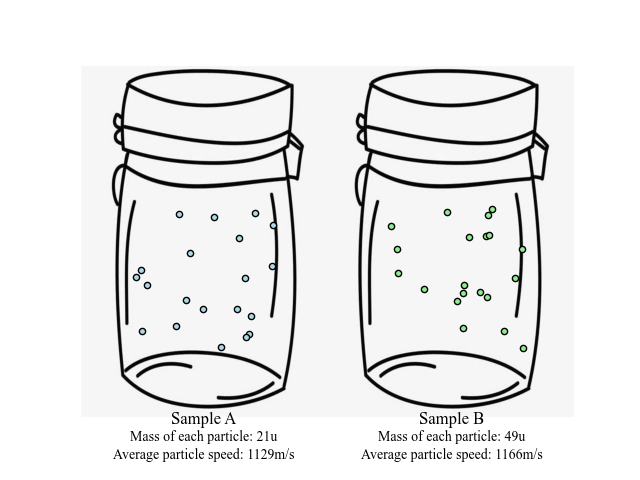 Sample A
Mass of each particle: 21u
Average particle speed: 1129m/s
Sample B
Mass of each particle: 49u
Average particle speed: 1166m/s